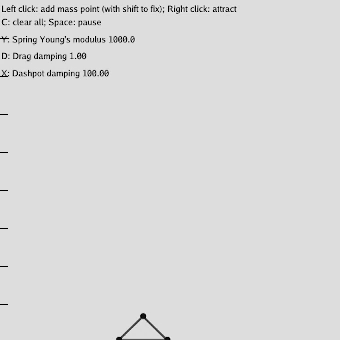 Left click: add mass point (with shift to fix); Right click: attract
C: clear all; Space: pause
Y: Spring Young's modulus 1000.0
D: Drag damping 1.00
X: Dashpot damping 100.00